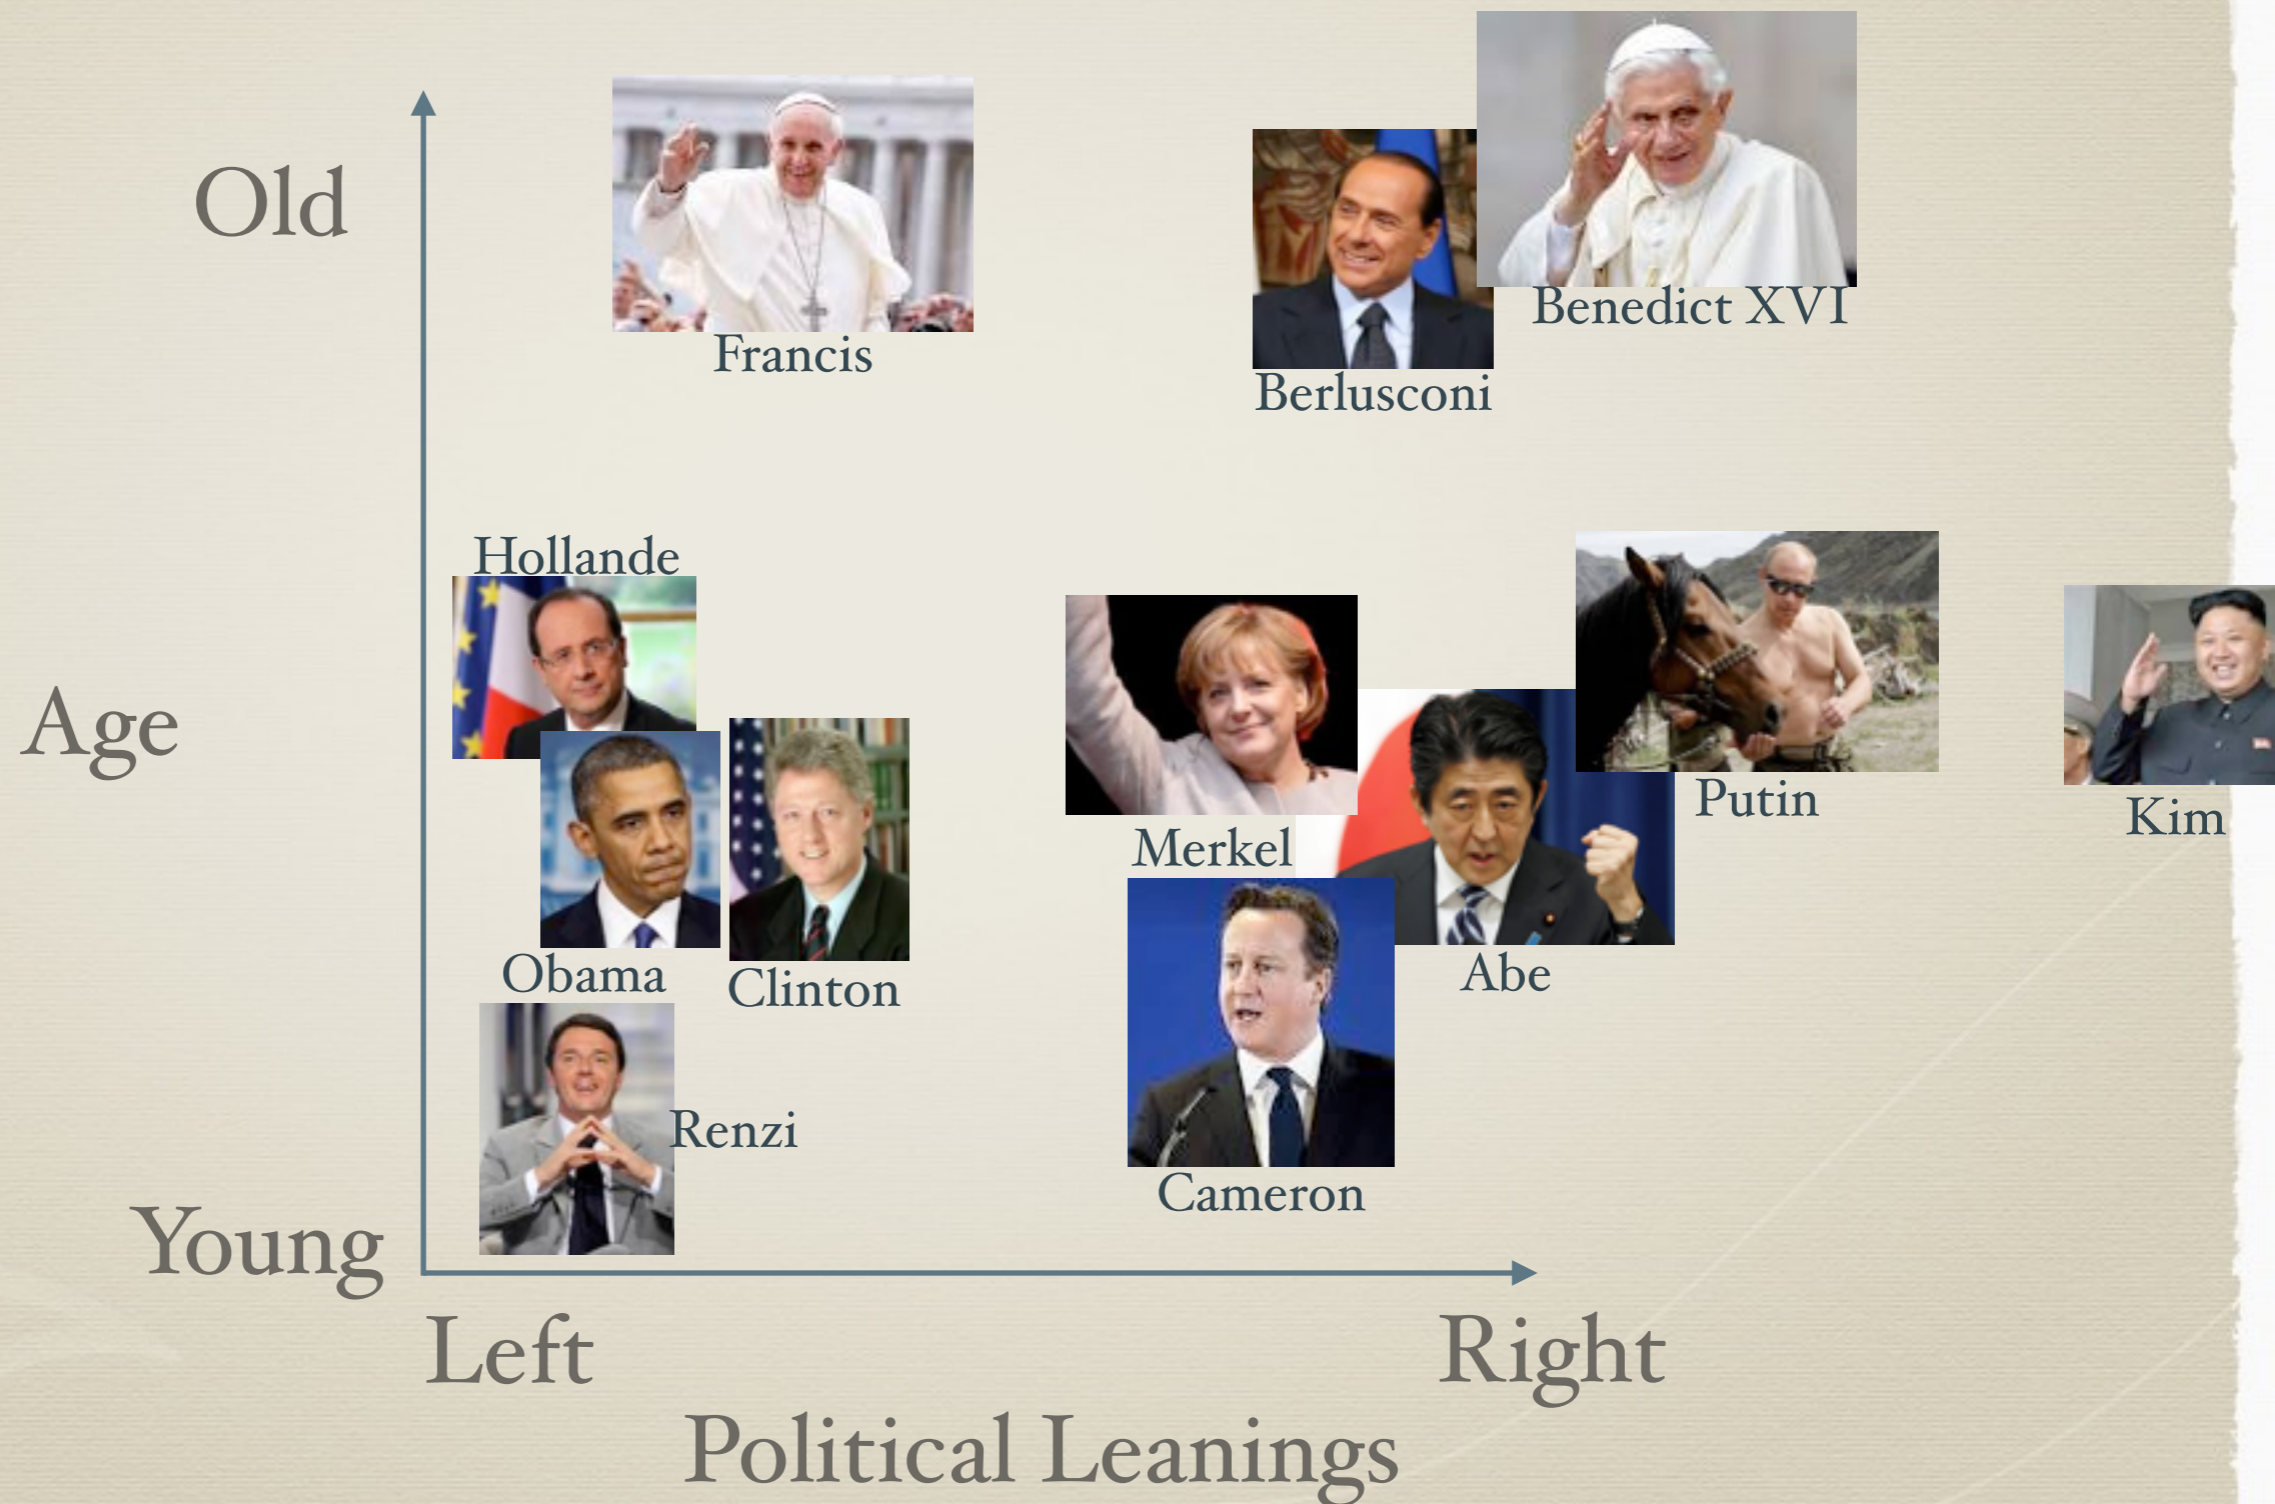 Old
Francis
Berlusconi
Benedict XVI
Hollande
Age
Merkel
Putin
Kim
Obama
Clinton
Abe
Renzi
Cameron
Young
Left
Right
Political Leanings